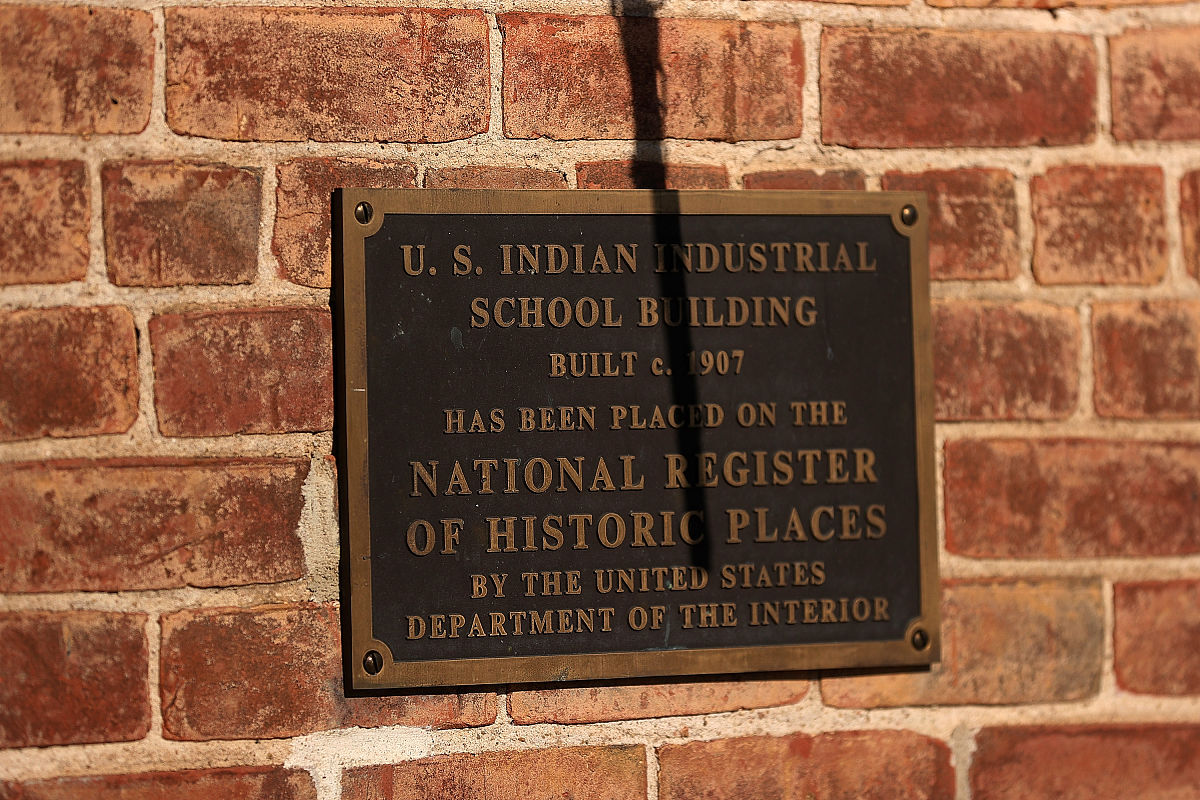 U. S. INDIAN INDUSTRIAL
SCHOOL BUILDING
BUILT c. 1907
HAS BEEN PLACED ON THE
NATIONAL REGISTER
OF HISTORIC PLACES
BY THE UNITED STATES
DEPARTMENT OF THE INTERIOR